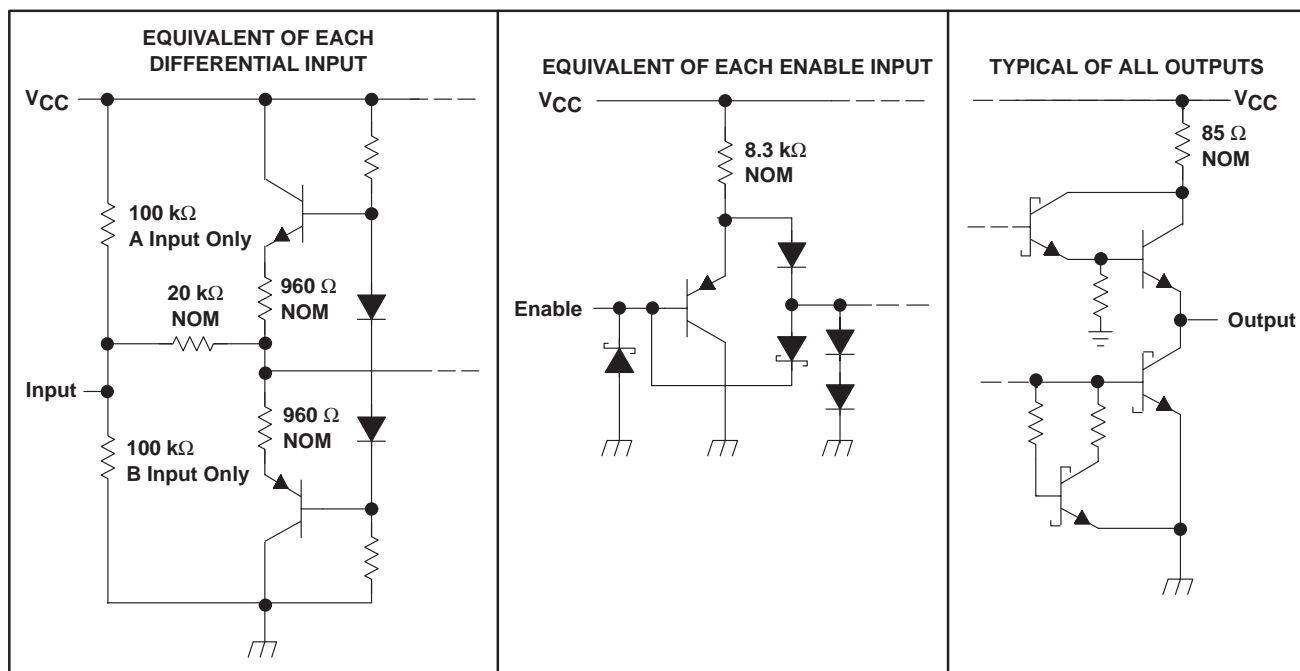 EQUIVALENT OF EACH
DIFFERENTIAL INPUT
VCC
100 kΩ
A Input Only
20 kΩ
NOM
960 Ω
NOM
Input
960 Ω
NOM
100 kΩ
B Input Only
EQUIVALENT OF EACH ENABLE INPUT
VCC
8.3 kΩ
NOM
Enable
TYPICAL OF ALL OUTPUTS
VCC
85 Ω
NOM
Output